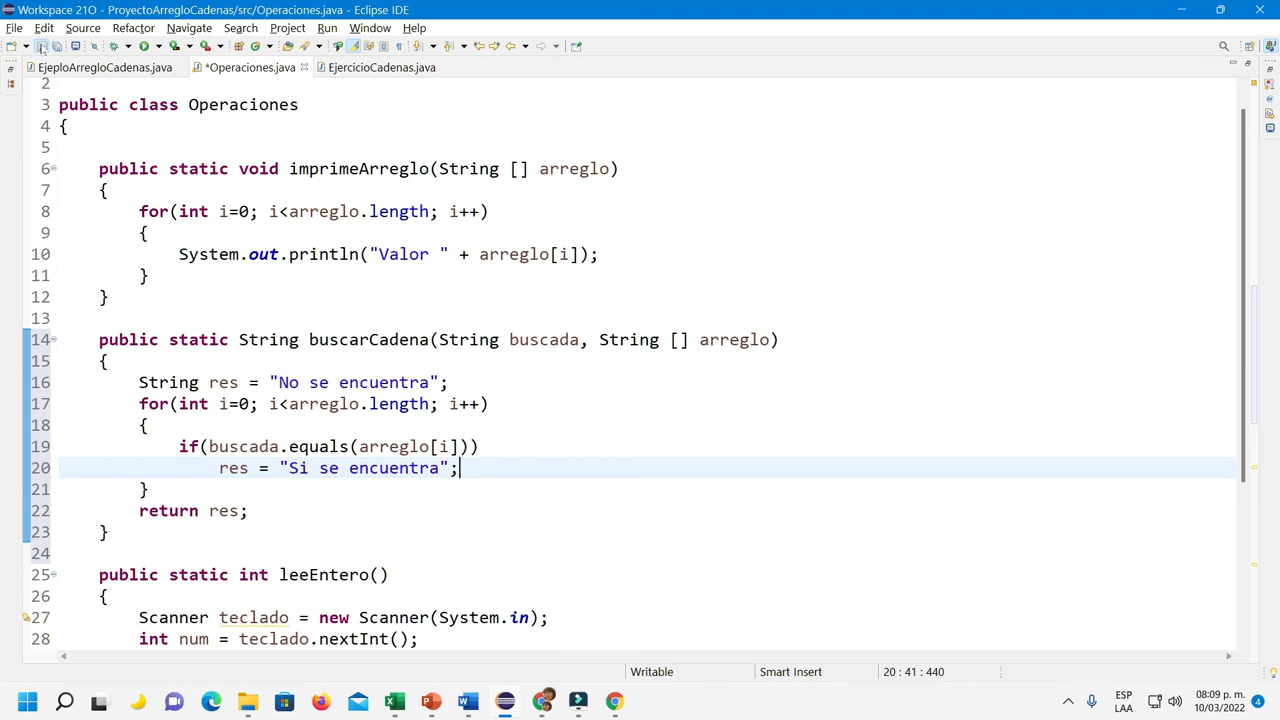 Workspace 21O - ProyectoArregloCadenas/src/Operaciones.java - Eclipse IDE
File Edit Source Refactor Navigate Search Project Run Window Help
EjeploArregloCadenas.java *Operaciones.java EjercicioCadenas.java
2
3 public class Operaciones
4 {
5
6 public static void imprimeArreglo(String [] arreglo)
7 {
8 for(int i=0; i<arreglo.length; i++)
9 {
10 System.out.println("Valor " + arreglo[i]);
11 }
12 }
13
14 public static String buscarCadena(String buscada, String [] arreglo)
15 {
16 String res = "No se encuentra";
17 for(int i=0; i<arreglo.length; i++)
18 {
19 if(buscada.equals(arreglo[i]))
20 res = "Si se encuentra";
21 }
22 return res;
23 }
24
25 public static int leeEntero()
26 {
27 Scanner teclado = new Scanner(System.in);
28 int num = teclado.nextInt();
Writable Smart Insert 20 : 41 : 440
ESP LAA 08:09 p. m. 10/03/2022 4